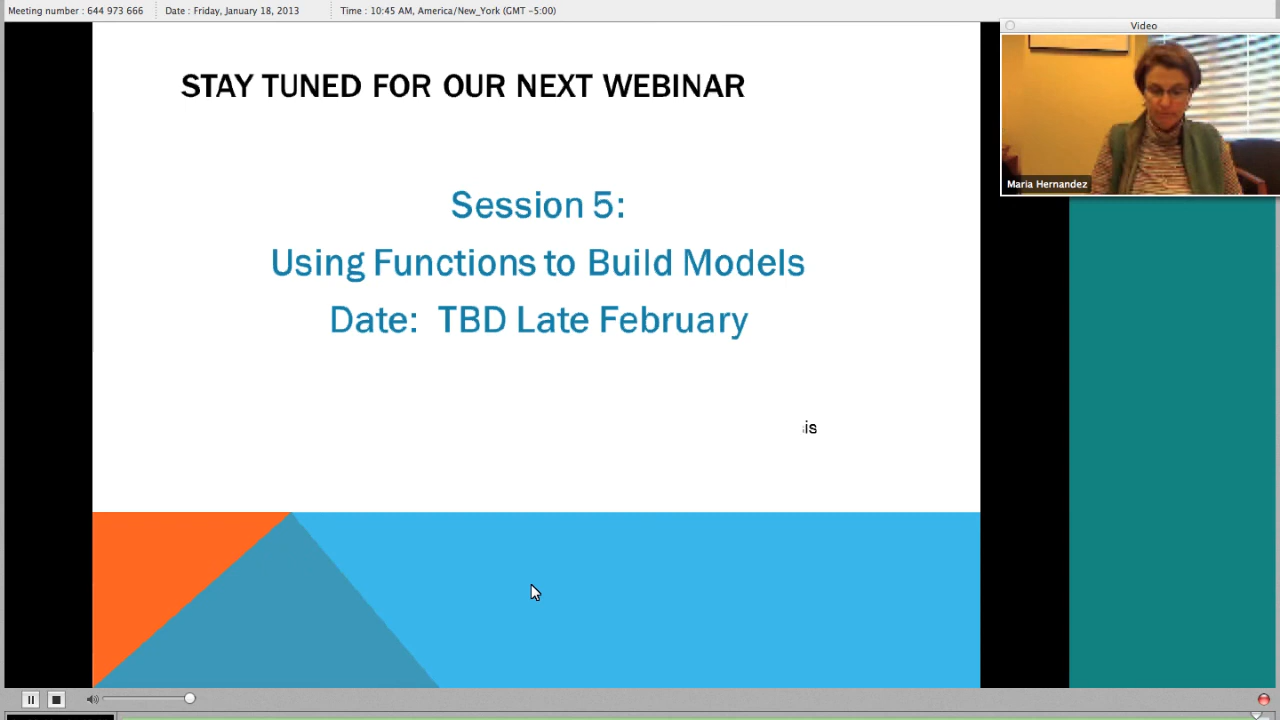 Meeting number : 644 973 666 Date : Friday, January 18, 2013 Time : 10:45 AM, America/New_York (GMT -5:00)
Video
STAY TUNED FOR OUR NEXT WEBINAR
Maria Hernandez
Session 5:
Using Functions to Build Models
Date: TBD Late February
is